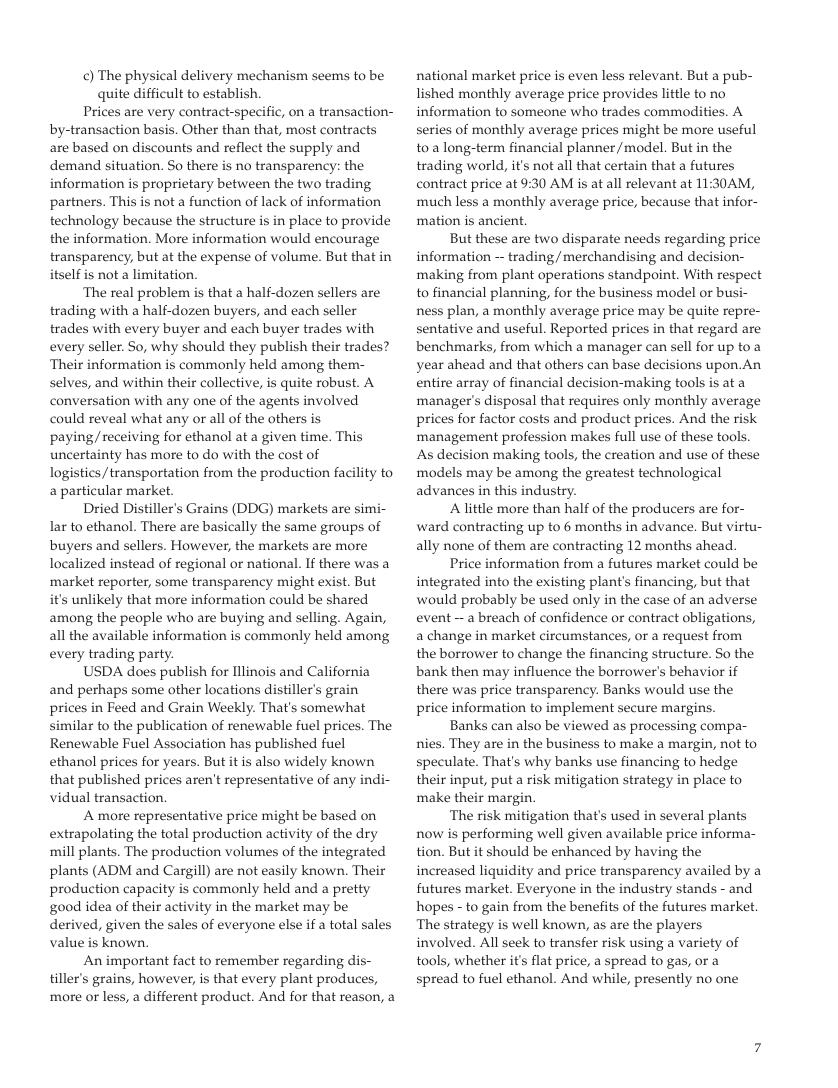 c) The physical delivery mechanism seems to be
quite difficult to establish.
Prices are very contract-specific, on a transaction-
by-transaction basis. Other than that, most contracts
are based on discounts and reflect the supply and
demand situation. So there is no transparency: the
information is proprietary between the two trading
partners. This is not a function of lack of information
technology because the structure is in place to provide
the information. More information would encourage
transparency, but at the expense of volume. But that in
itself is not a limitation.
The real problem is that a half-dozen sellers are
trading with a half-dozen buyers, and each seller
trades with every buyer and each buyer trades with
every seller. So, why should they publish their trades?
Their information is commonly held among them-
selves, and within their collective, is quite robust. A
conversation with any one of the agents involved
could reveal what any or all of the others is
paying/receiving for ethanol at a given time. This
uncertainty has more to do with the cost of
logistics/transportation from the production facility to
a particular market.
Dried Distiller's Grains (DDG) markets are simi-
lar to ethanol. There are basically the same groups of
buyers and sellers. However, the markets are more
localized instead of regional or national. If there was a
market reporter, some transparency might exist. But
it's unlikely that more information could be shared
among the people who are buying and selling. Again,
all the available information is commonly held among
every trading party.
USDA does publish for Illinois and California
and perhaps some other locations distiller's grain
prices in Feed and Grain Weekly. That's somewhat
similar to the publication of renewable fuel prices. The
Renewable Fuel Association has published fuel
ethanol prices for years. But it is also widely known
that published prices aren't representative of any indi-
vidual transaction.
A more representative price might be based on
extrapolating the total production activity of the dry
mill plants. The production volumes of the integrated
plants (ADM and Cargill) are not easily known. Their
production capacity is commonly held and a pretty
good idea of their activity in the market may be
derived, given the sales of everyone else if a total sales
value is known.
An important fact to remember regarding dis-
tiller's grains, however, is that every plant produces,
more or less, a different product. And for that reason, a
national market price is even less relevant. But a pub-
lished monthly average price provides little to no
information to someone who trades commodities. A
series of monthly average prices might be more useful
to a long-term financial planner/model. But in the
trading world, it's not all that certain that a futures
contract price at 9:30 AM is at all relevant at 11:30AM,
much less a monthly average price, because that infor-
mation is ancient.
But these are two disparate needs regarding price
information -- trading/merchandising and decision-
making from plant operations standpoint. With respect
to financial planning, for the business model or busi-
ness plan, a monthly average price may be quite repre-
sentative and useful. Reported prices in that regard are
benchmarks, from which a manager can sell for up to a
year ahead and that others can base decisions upon.An
entire array of financial decision-making tools is at a
manager's disposal that requires only monthly average
prices for factor costs and product prices. And the risk
management profession makes full use of these tools.
As decision making tools, the creation and use of these
models may be among the greatest technological
advances in this industry.
A little more than half of the producers are for-
ward contracting up to 6 months in advance. But virtu-
ally none of them are contracting 12 months ahead.
Price information from a futures market could be
integrated into the existing plant's financing, but that
would probably be used only in the case of an adverse
event -- a breach of confidence or contract obligations,
a change in market circumstances, or a request from
the borrower to change the financing structure. So the
bank then may influence the borrower's behavior if
there was price transparency. Banks would use the
price information to implement secure margins.
Banks can also be viewed as processing compa-
nies. They are in the business to make a margin, not to
speculate. That's why banks use financing to hedge
their input, put a risk mitigation strategy in place to
make their margin.
The risk mitigation that's used in several plants
now is performing well given available price informa-
tion. But it should be enhanced by having the
increased liquidity and price transparency availed by a
futures market. Everyone in the industry stands - and
hopes - to gain from the benefits of the futures market.
The strategy is well known, as are the players
involved. All seek to transfer risk using a variety of
tools, whether it's flat price, a spread to gas, or a
spread to fuel ethanol. And while, presently no one
7